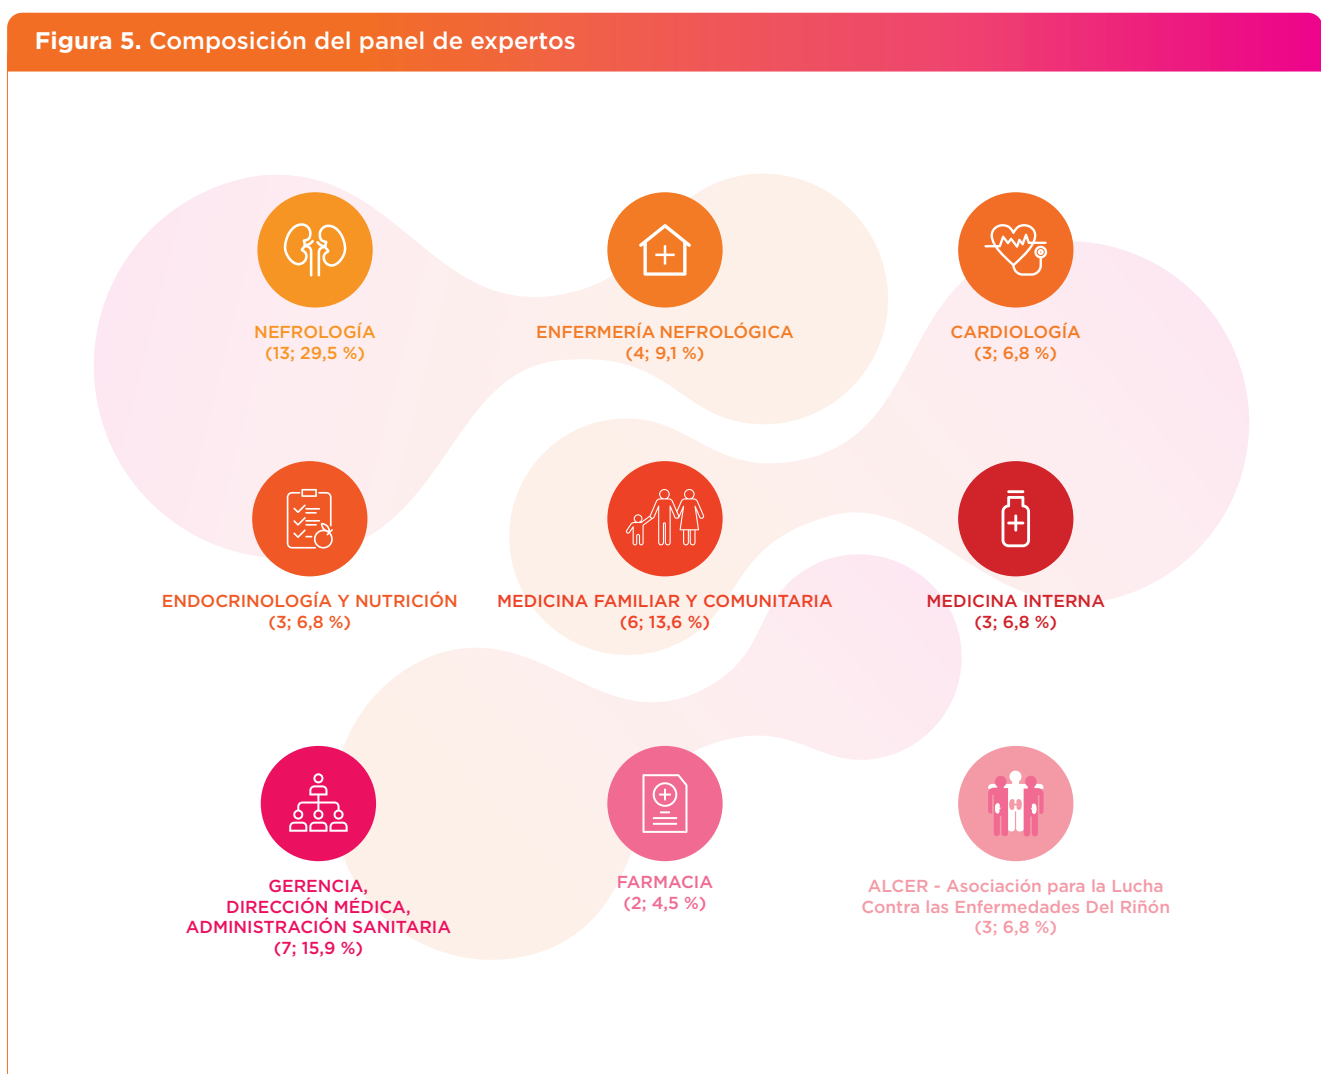 Figura 5. Composición del panel de expertos
NEFROLOGÍA
(13; 29,5 %)
ENFERMERÍA NEFROLÓGICA
(4; 9,1 %)
CARDIOLOGÍA
(3; 6,8 %)
ENDOCRINOLOGÍA Y NUTRICIÓN
(3; 6,8 %)
MEDICINA FAMILIAR Y COMUNITARIA
(6; 13,6 %)
MEDICINA INTERNA
(3; 6,8 %)
GERENCIA,
DIRECCIÓN MÉDICA,
ADMINISTRACIÓN SANITARIA
(7; 15,9 %)
FARMACIA
(2; 4,5 %)
ALCER - Asociación para la Lucha
Contra las Enfermedades Del Ríñón
(3; 6,8 %)